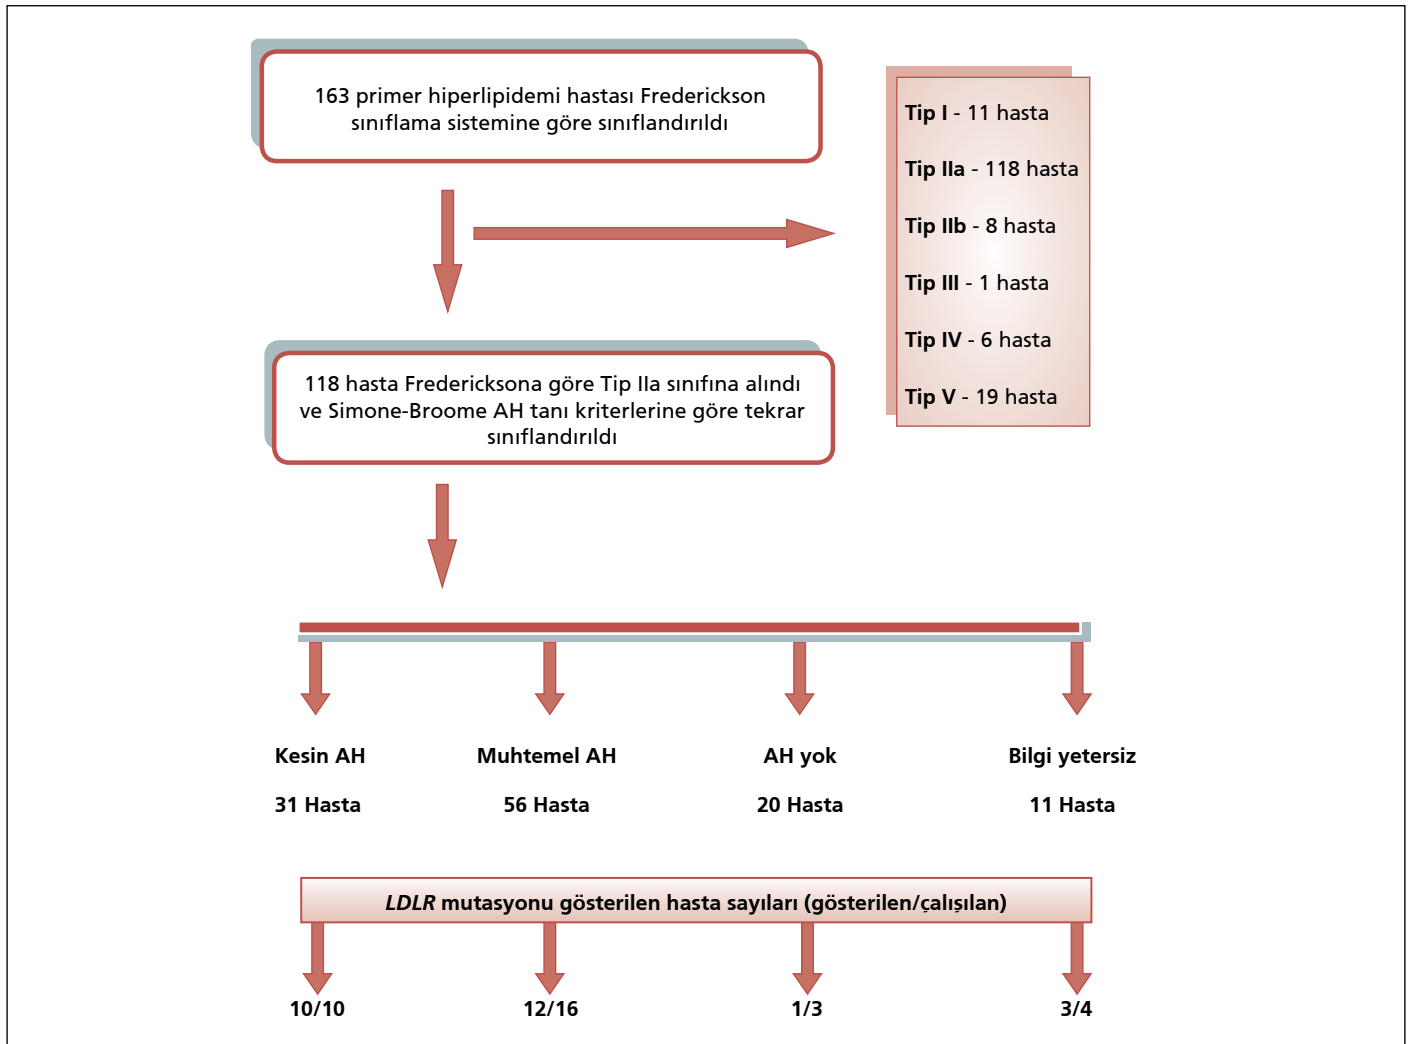 163 primer hiperlipidemi hastası Frederickson
sınıflama sistemine göre sınıflandırıldı
Tip I - 11 hasta
Tip IIa - 118 hasta
Tip IIb - 8 hasta
Tip III - 1 hasta
Tip IV - 6 hasta
Tip V - 19 hasta
118 hasta Fredericksona göre Tip IIa sınıfına alındı
ve Simone-Broome AH tanı kriterlerine göre tekrar
sınıflandırıldı
Kesin AH
31 Hasta
Muhtemel AH
56 Hasta
AH yok
20 Hasta
Bilgi yetersiz
11 Hasta
LDLR mutasyonu gösterilen hasta sayıları (gösterilen/çalışılan)
10/10
12/16
1/3
3/4